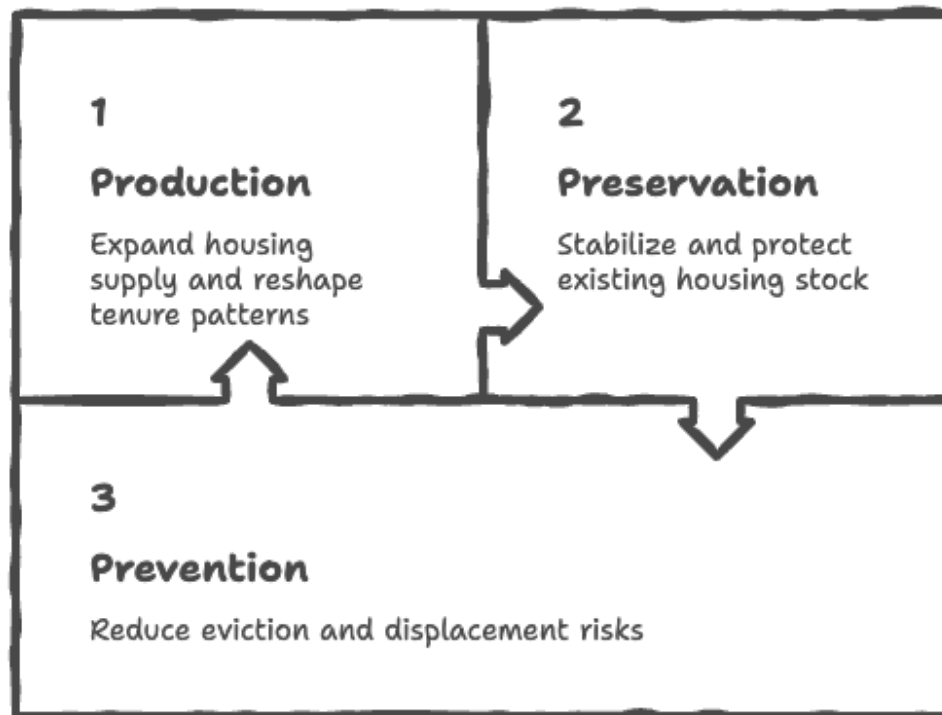 1
Production
Expand housing
supply and reshape
tenure patterns
2
Preservation
Stabilize and protect
existing housing stock
3
Prevention
Reduce eviction and displacement risks